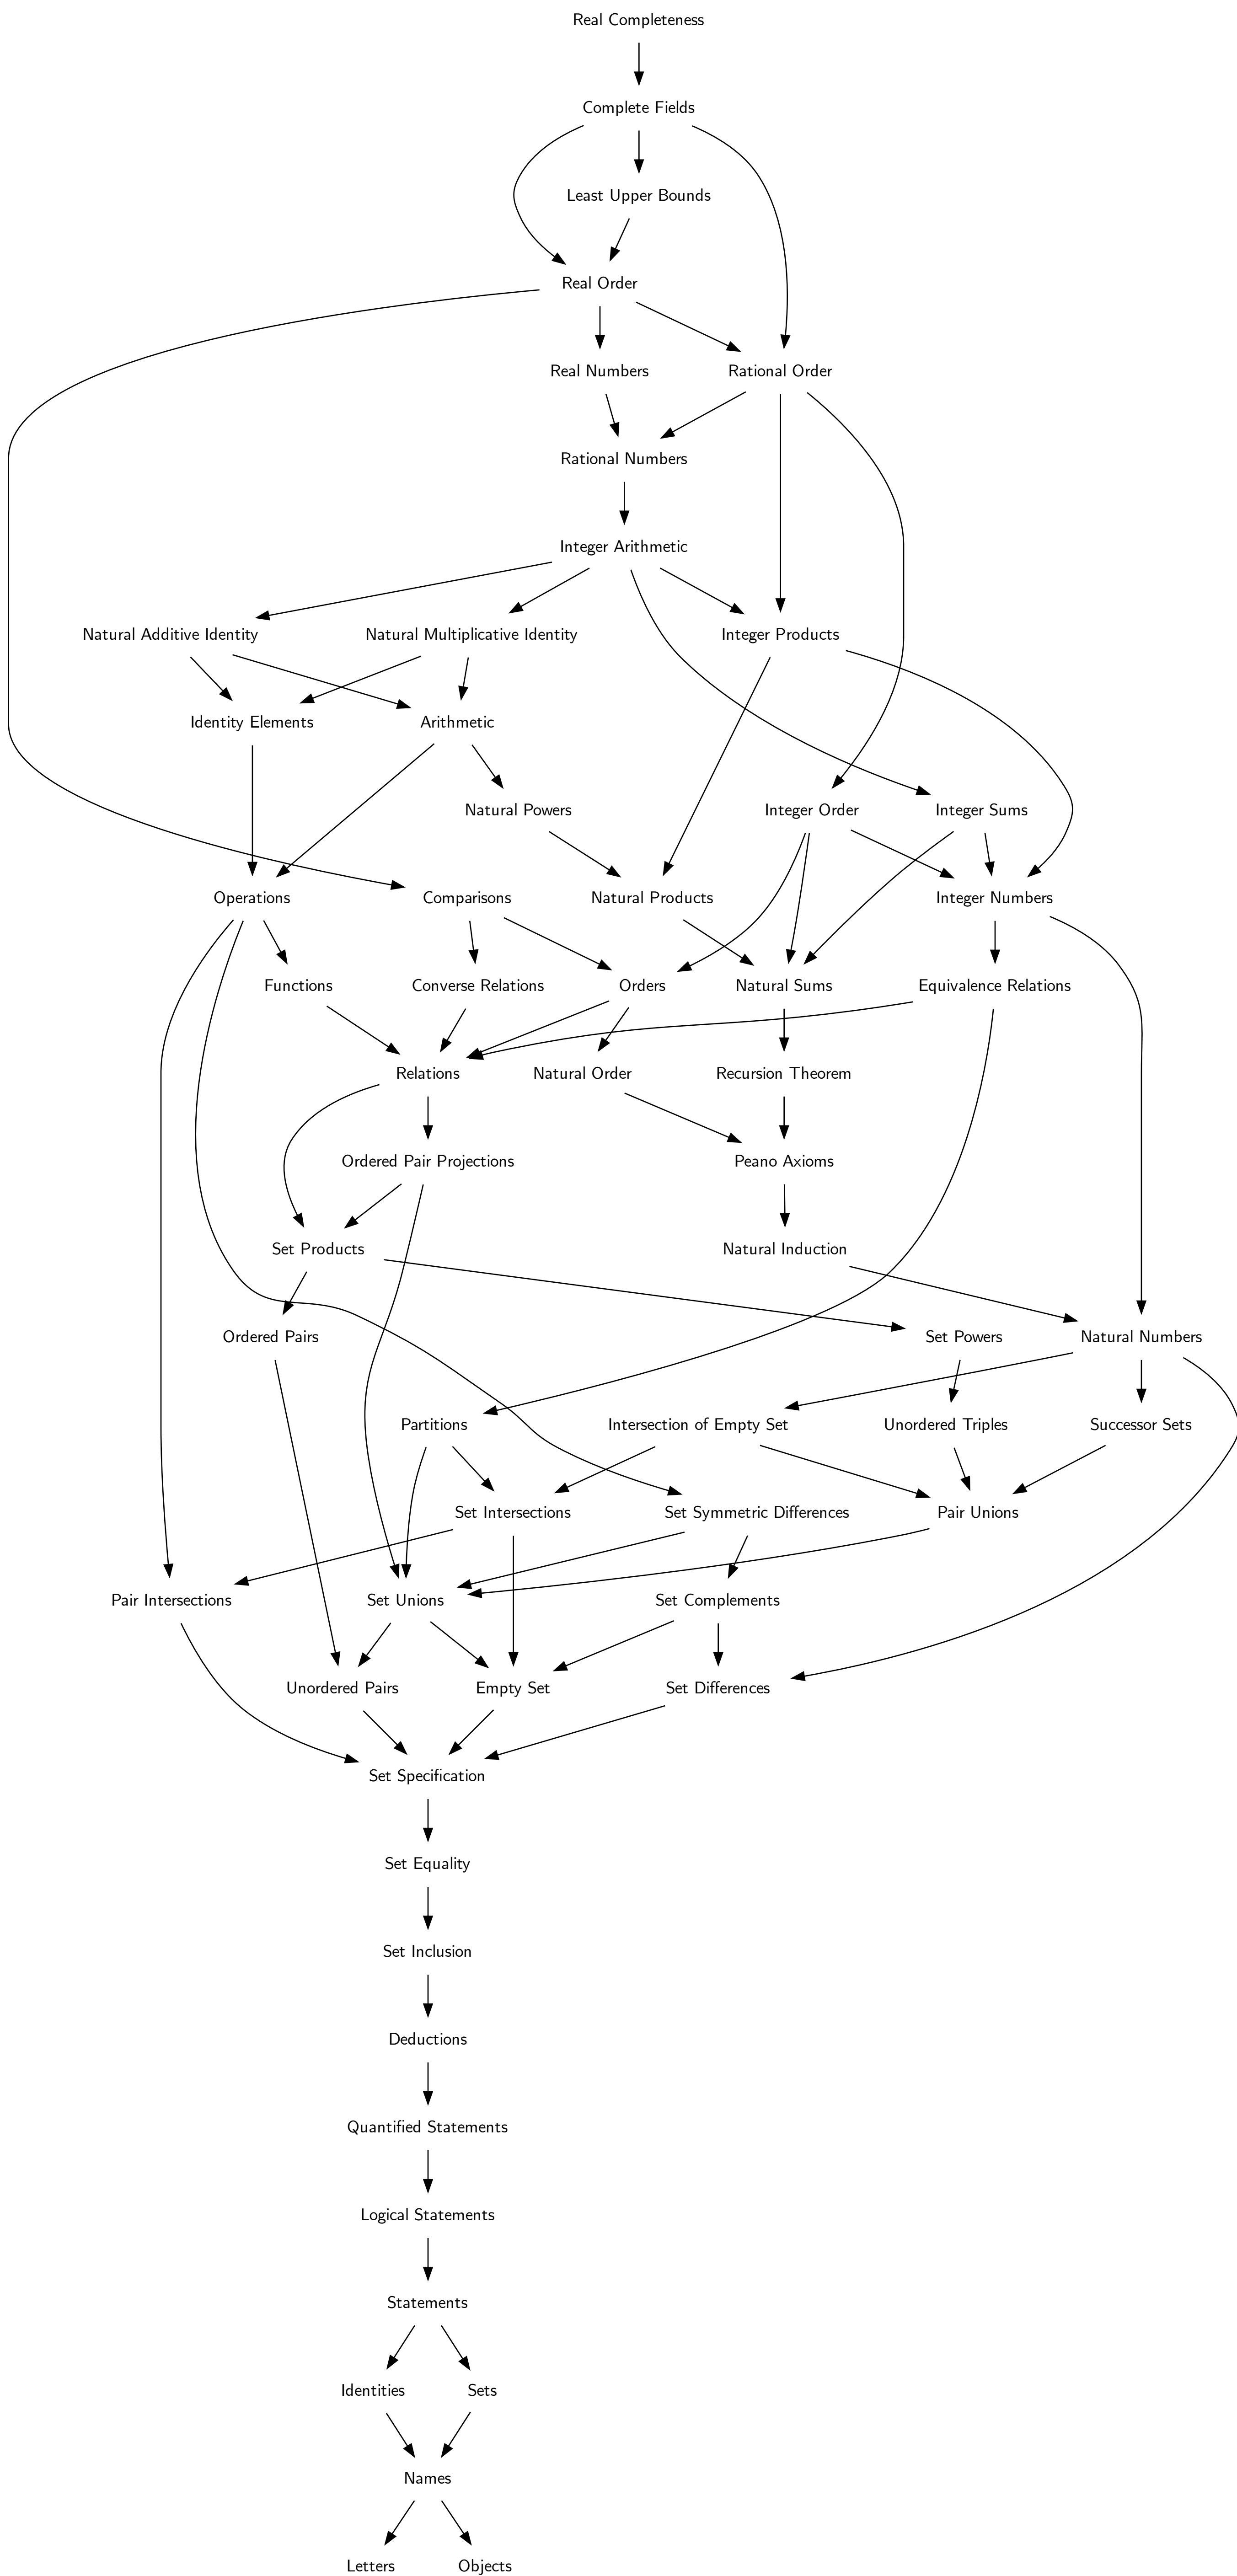 Real Completeness
Complete Fields
Least Upper Bounds
Real Order
Real Numbers
Rational Order
Rational Numbers
Integer Arithmetic
Natural Additive Identity
Natural Multiplicative Identity
Integer Products
Identity Elements
Arithmetic
Natural Powers
Integer Order
Integer Sums
Operations
Comparisons
Natural Products
Integer Numbers
Functions
Converse Relations
Orders
Natural Sums
Equivalence Relations
Relations
Natural Order
Recursion Theorem
Ordered Pair Projections
Peano Axioms
Set Products
Natural Induction
Ordered Pairs
Set Powers
Natural Numbers
Partitions
Intersection of Empty Set
Unordered Triples
Successor Sets
Set Intersections
Set Symmetric Differences
Pair Unions
Pair Intersections
Set Unions
Set Complements
Unordered Pairs
Empty Set
Set Differences
Set Specification
Set Equality
Set Inclusion
Deductions
Quantified Statements
Logical Statements
Statements
Identities
Sets
Names
Letters
Objects